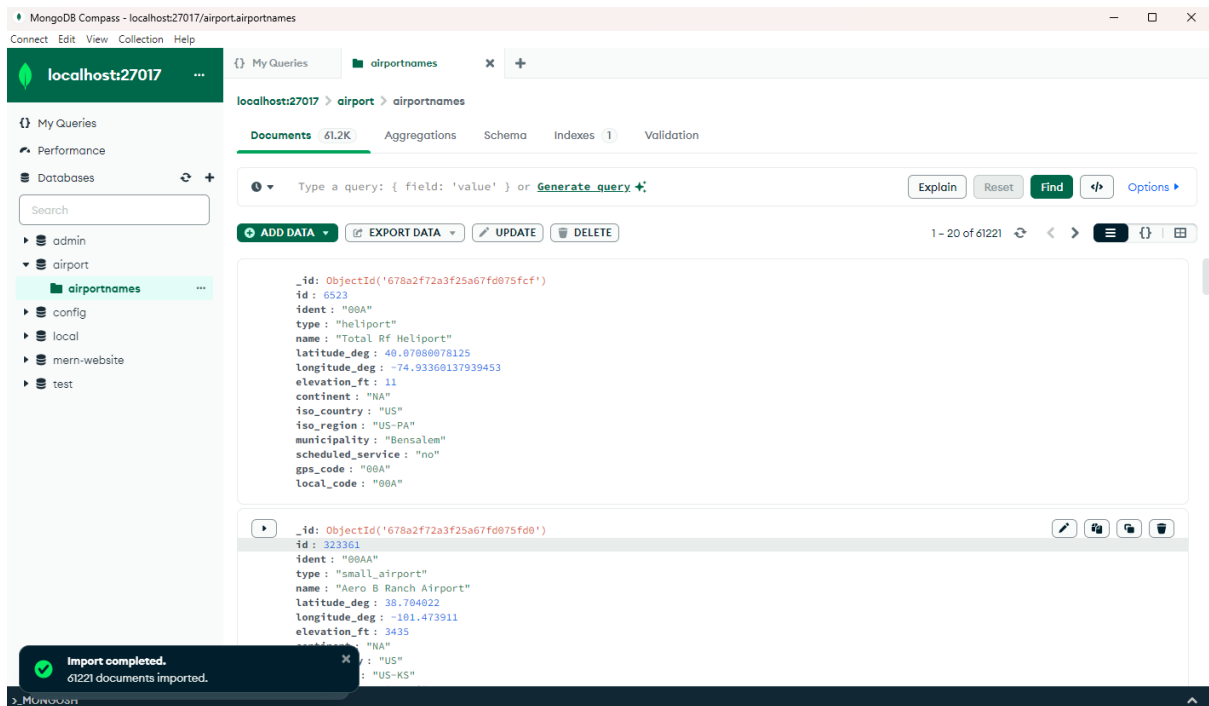 MongoDB Compass - localhost:27017/airport.airportnames
Connect Edit View Collection Help
localhost:27017 ...
{} My Queries
Performance
Databases
Search
admin
airport
airportnames ...
config
local
mern-website
test
{} My Queries
airportnames
localhost:27017 > airport > airportnames
Documents 61.2K Aggregations Schema Indexes 1 Validation
Type a query: { field: 'value' } or Generate query
Explain Reset Find </> Options
ADD DATA EXPORT DATA UPDATE DELETE
1 – 20 of 61221 {}
_id: ObjectId('678a2f72a3f25a67fd075fcf')
id : 6523
ident : "00A"
type : "heliport"
name : "Total Rf Heliport"
latitude_deg : 40.07080078125
longitude_deg : -74.93360137939453
elevation_ft : 11
continent : "NA"
iso_country : "US"
iso_region : "US-PA"
municipality : "Bensalem"
scheduled_service : "no"
gps_code : "00A"
local_code : "00A"
_id: ObjectId('678a2f72a3f25a67fd075fd0')
id : 323361
ident : "00AA"
type : "small_airport"
name : "Aero B Ranch Airport"
latitude_deg : 38.704022
longitude_deg : -101.473911
elevation_ft : 3435
: "NA"
y : "US"
: "US-KS"
Import completed.
61221 documents imported.
>_MONGOSH